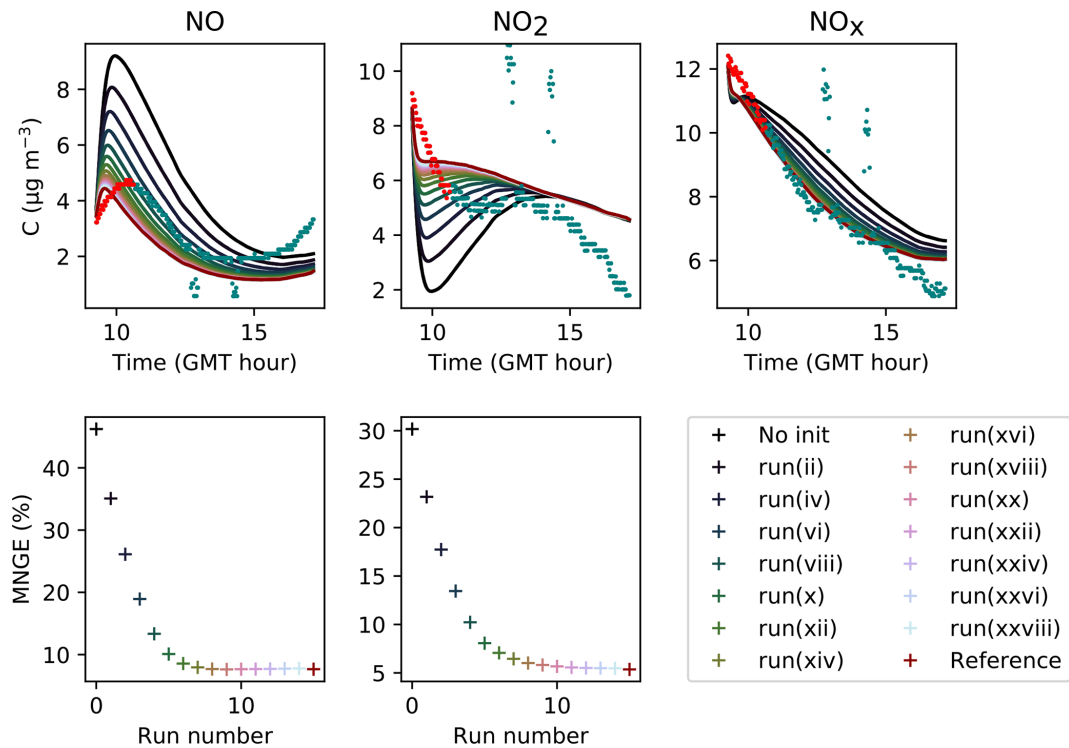 NO
NO2
NOx
C (µg m−3)
8
6
4
2
10
8
6
4
2
12
10
8
6
10
15
10
15
10
15
Time (GMT hour)
Time (GMT hour)
Time (GMT hour)
MNGE (%)
40
30
20
10
30
25
20
15
10
5
0
10
0
10
Run number
Run number
No init
run(ii)
run(iv)
run(vi)
run(viii)
run(x)
run(xii)
run(xiv)
run(xvi)
run(xviii)
run(xx)
run(xxii)
run(xxiv)
run(xxvi)
run(xxviii)
Reference